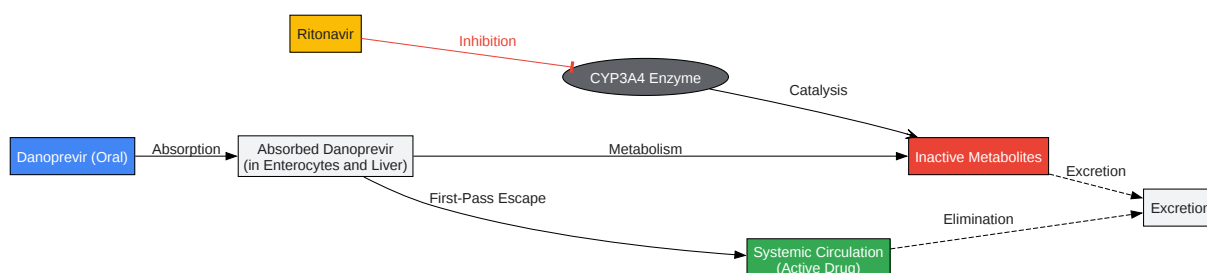 Ritonavir
Inhibition
CYP3A4 Enzyme
Catalysis
Danoprevir (Oral)
Absorption
Absorbed Danoprevir
(in Enterocytes and Liver)
Metabolism
Inactive Metabolites
Excretion
First-Pass Escape
Elimination
Excretion
Systemic Circulation
(Active Drug)